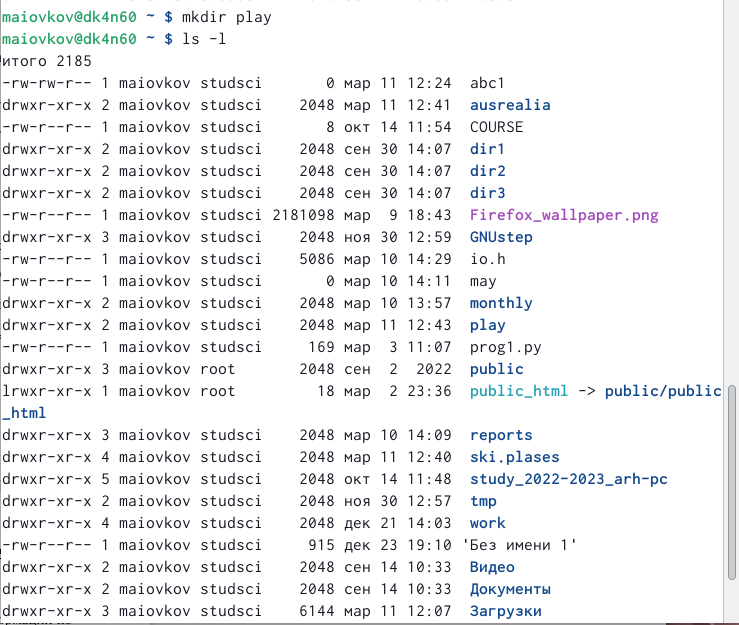 maiovkov@dk4n60 ~ $ mkdir play
maiovkov@dk4n60 ~ $ ls -l
итого 2185
-rw-rw-r-- 1 maiovkov studsci       0 мар 11 12:24  abc1
drwxr-xr-x 2 maiovkov studsci    2048 мар 11 12:41  ausrealia
-rw-r--r-- 1 maiovkov studsci       8 окт 14 11:54  COURSE
drwxr-xr-x 2 maiovkov studsci    2048 сен 30 14:07  dir1
drwxr-xr-x 2 maiovkov studsci    2048 сен 30 14:07  dir2
drwxr-xr-x 2 maiovkov studsci    2048 сен 30 14:07  dir3
-rw-r--r-- 1 maiovkov studsci 2181098 мар  9 18:43  Firefox_wallpaper.png
drwxr-xr-x 3 maiovkov studsci    2048 ноя 30 12:59  GNUstep
-rw-r--r-- 1 maiovkov studsci    5086 мар 10 14:29  io.h
-rw-r--r-- 1 maiovkov studsci       0 мар 10 14:11  may
drwxr-xr-x 2 maiovkov studsci    2048 мар 10 13:57  monthly
drwxr-xr-x 2 maiovkov studsci    2048 мар 11 12:43  play
-rw-r--r-- 1 maiovkov studsci     169 мар  3 11:07  prog1.py
drwxr-xr-x 3 maiovkov root       2048 сен  2  2022  public
lrwxr-xr-x 1 maiovkov root         18 мар  2 23:36  public_html -> public/public
_html
drwxr-xr-x 3 maiovkov studsci    2048 мар 10 14:09  reports
drwxr-xr-x 4 maiovkov studsci    2048 мар 11 12:40  ski.plases
drwxr-xr-x 5 maiovkov studsci    2048 окт 14 11:48  study_2022-2023_arh-pc
drwxr-xr-x 2 maiovkov studsci    2048 ноя 30 12:57  tmp
drwxr-xr-x 4 maiovkov studsci    2048 дек 21 14:03  work
-rw-r--r-- 1 maiovkov studsci     915 дек 23 19:10 'Без имени 1'
drwxr-xr-x 2 maiovkov studsci    2048 сен 14 10:33  Видео
drwxr-xr-x 2 maiovkov studsci    2048 сен 14 10:33  Документы
drwxr-xr-x 3 maiovkov studsci    6144 мар 11 12:07  Загрузки